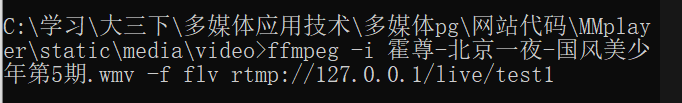 C:\学习\大三下\多媒体应用技术\多媒体pg\网站代码\MMplay
er\static\media\video>ffmpeg -i 霍尊-北京一夜-国风美少
年第5期.wmv -f flv rtmp://127.0.0.1/live/test1